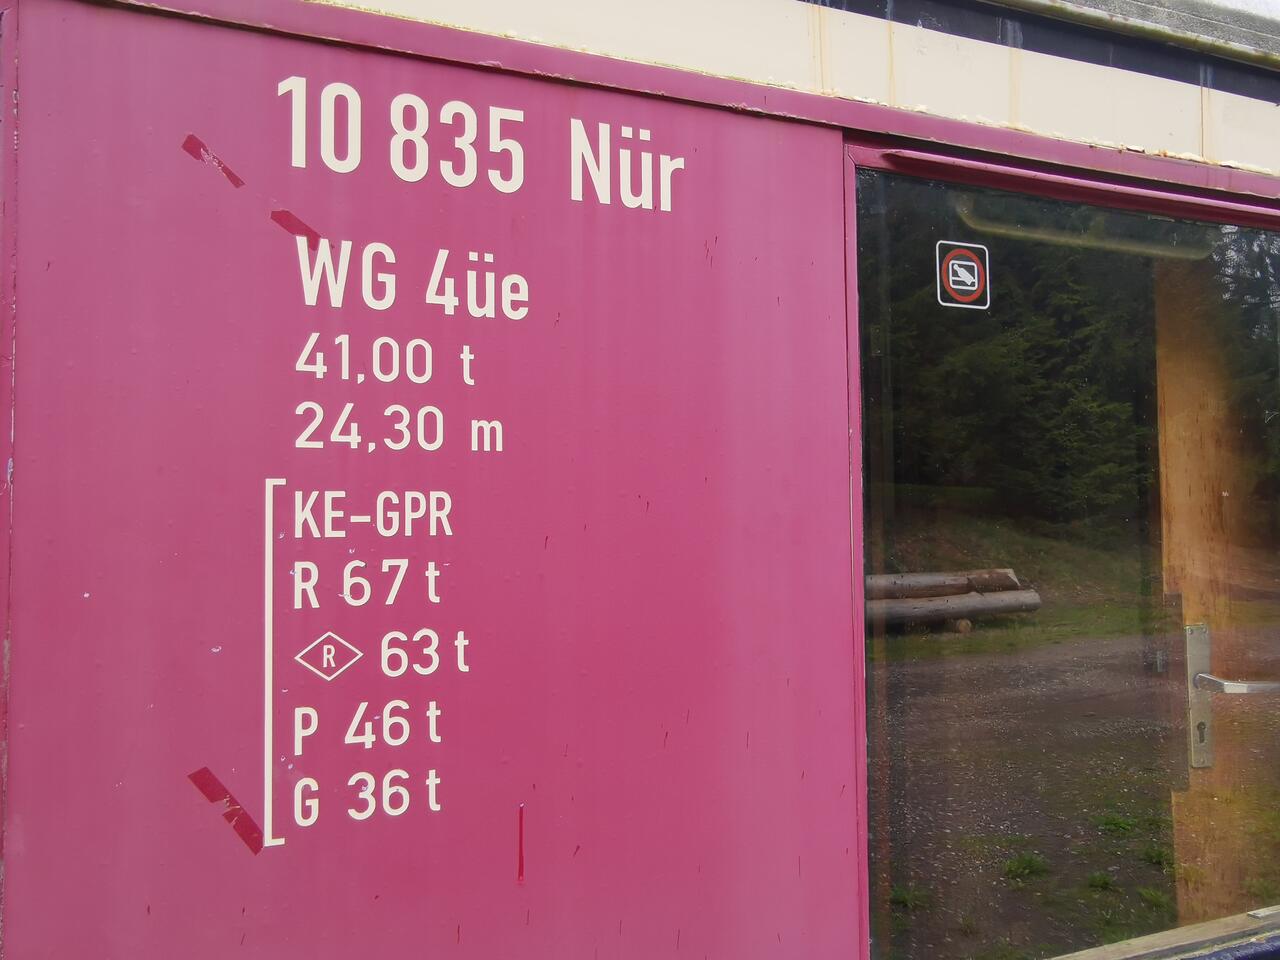 10 835 Nür
WG 4üe
41,00 t
24,30 m
KE-GPR
R 67 t
R 63 t
P 46 t
G 36 t